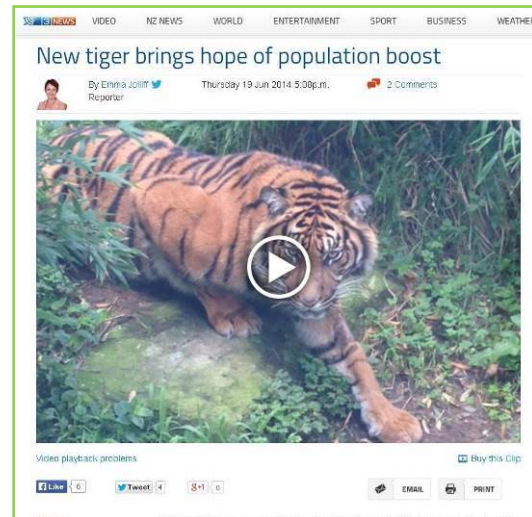 3 NEWS VIDEO NZ NEWS WORLD ENTERTAINMENT SPORT BUSINESS WEATHE
New tiger brings hope of population boost
By Emma Jolliff Thursday 19 Jun 2014 5:08p.m. 2 Comments
Reporter
Video playback problems Buy this Clip
Like 6 Tweet 4 g+1 0 EMAIL PRINT